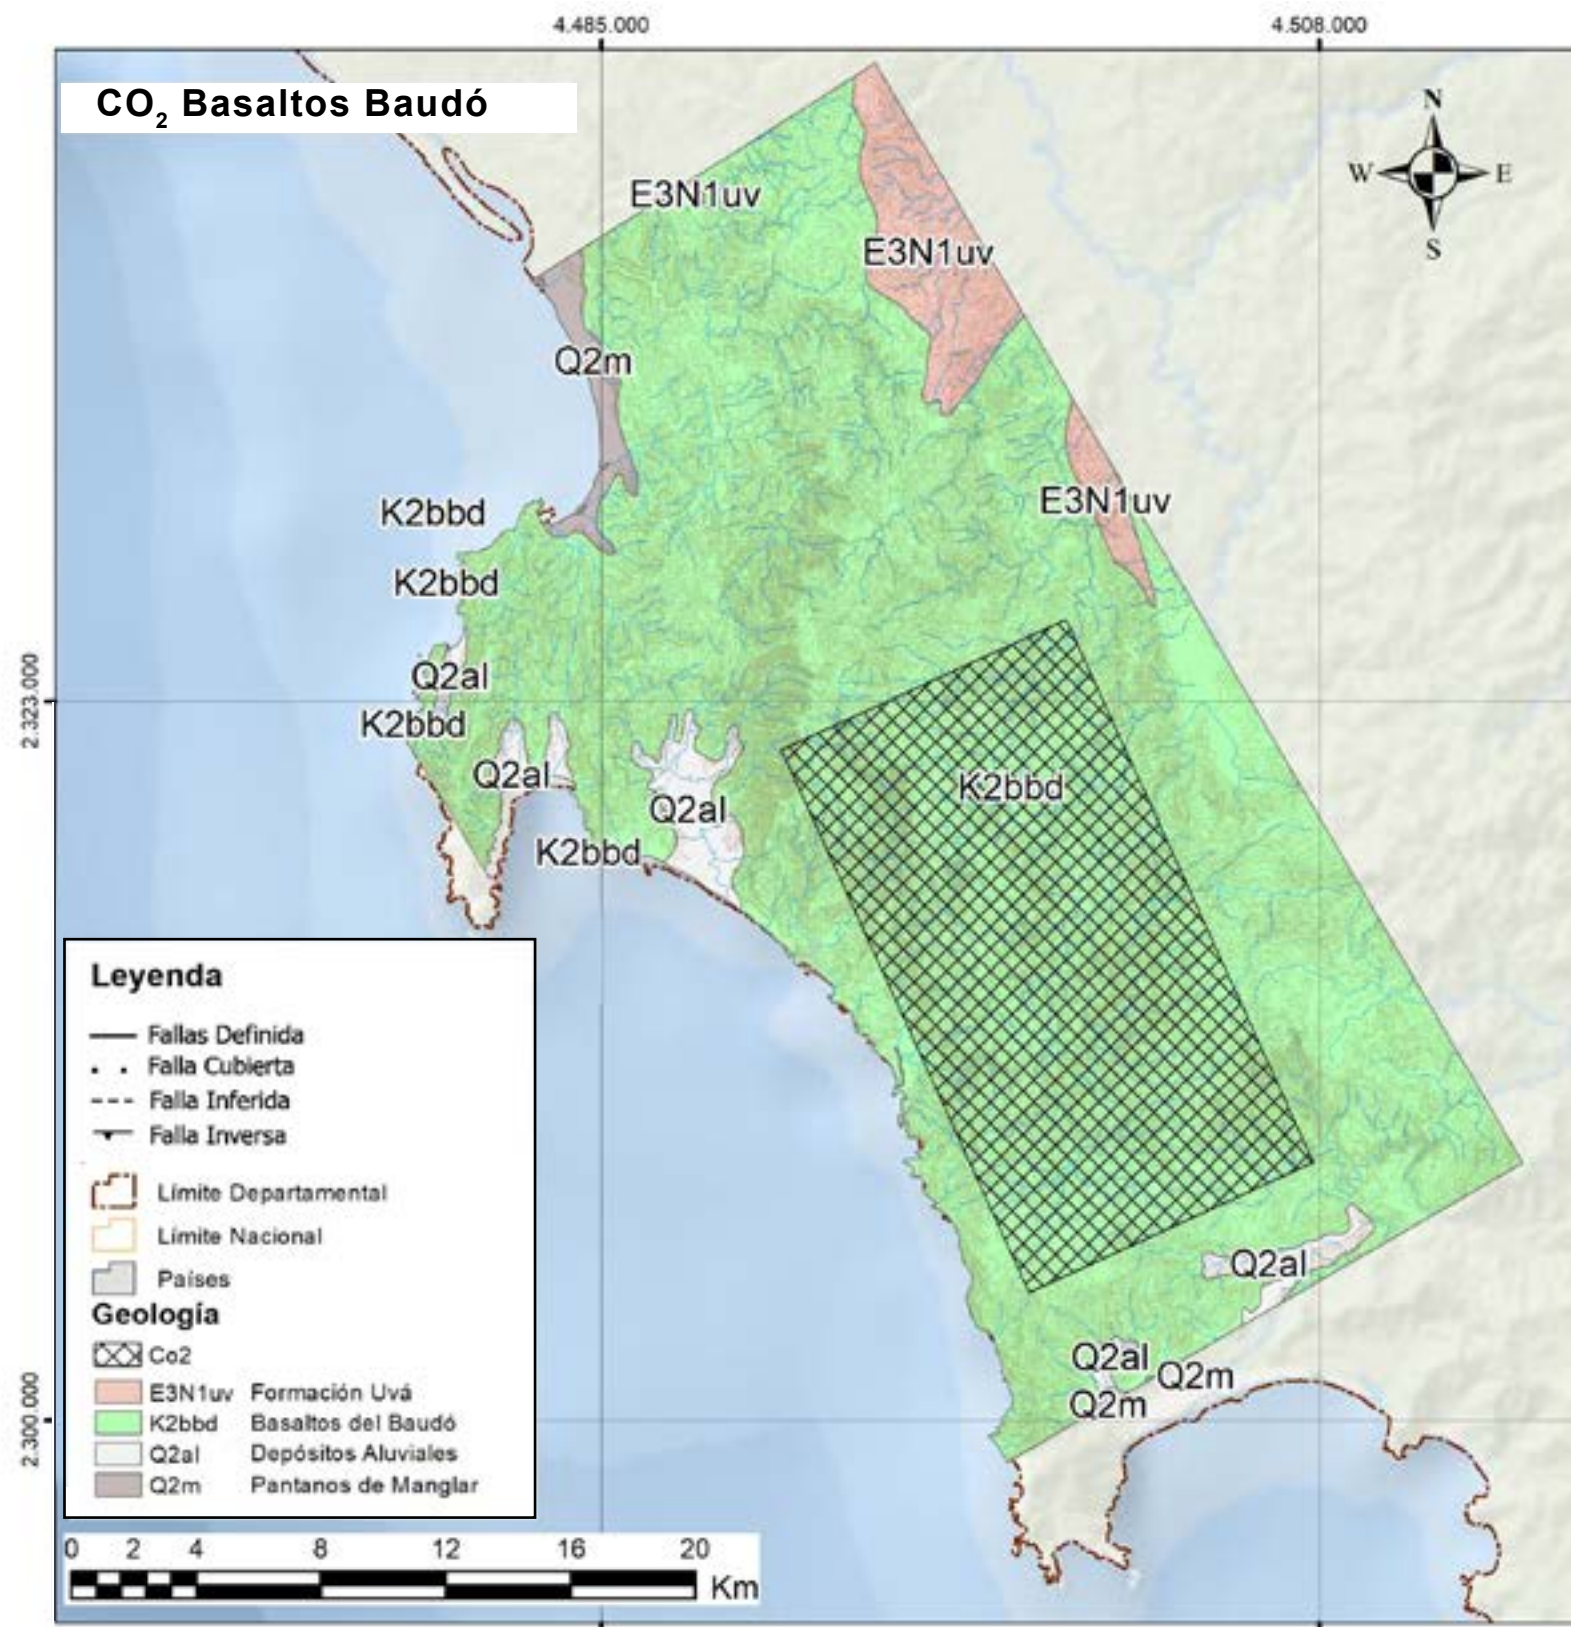 4.485.000
4.508.000
CO₂ Basaltos Baudó
N
W
E
S
E3N1uv
E3N1uv
Q2m
E3N1uv
K2bbd
K2bbd
Q2al
K2bbd
2.323.000
Q2al
Q2al
K2bbd
K2bbd
Q2al
Q2al
Q2m
Q2m
2.300.000
Leyenda
Fallas Definida
Falla Cubierta
Falla Inferida
Falla Inversa
Límite Departamental
Límite Nacional
Países
Geología
Co2
E3N1uv Formación Uvá
K2bbd Basaltos del Baudó
Q2al Depósitos Aluviales
Q2m Pantanos de Manglar
0 2 4 8 12 16 20
Km